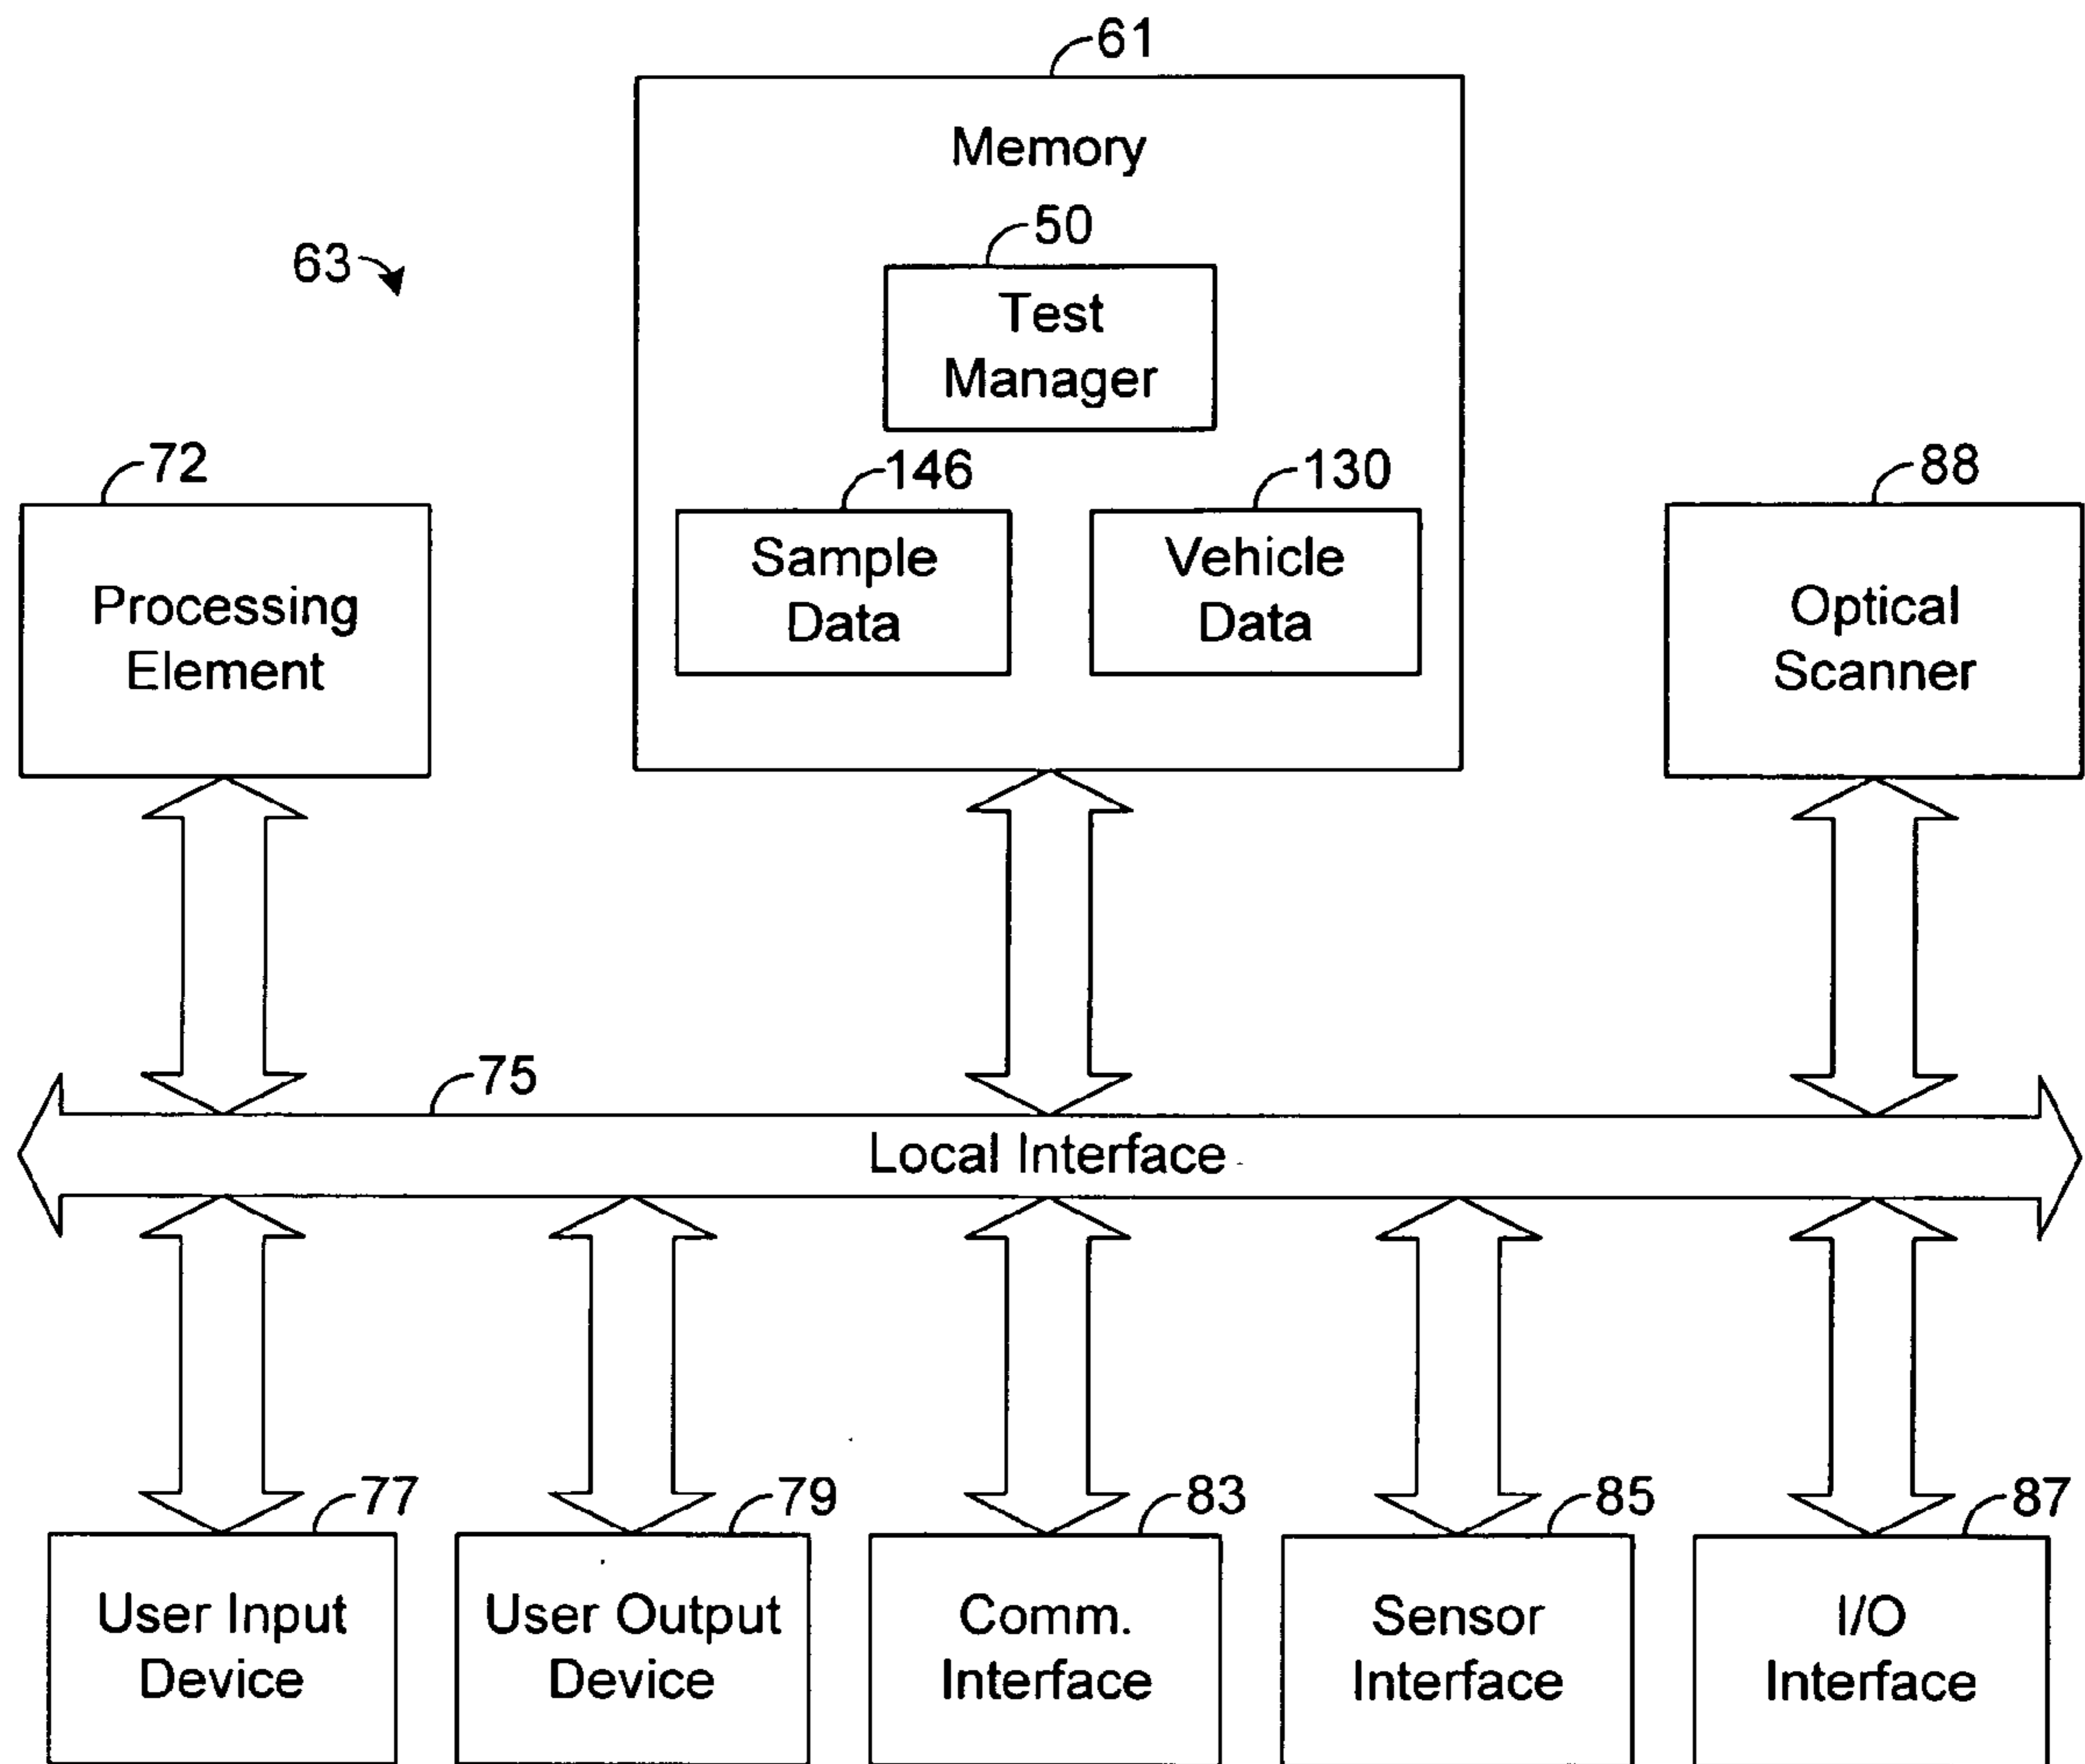 61
Memory
50
63
Test
Manager
72
146
130
88
Processing
Element
Sample
Data
Vehicle
Data
Optical
Scanner
75
Local Interface
77
79
83
85
87
User Input
Device
User Output
Device
Comm.
Interface
Sensor
Interface
I/O
Interface